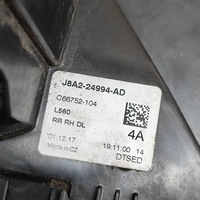 J8A2-24994-AD
C66752-104
L560
RR RH DL
4A
01.12.17 19:11:00 14
Made in CZ DTSED